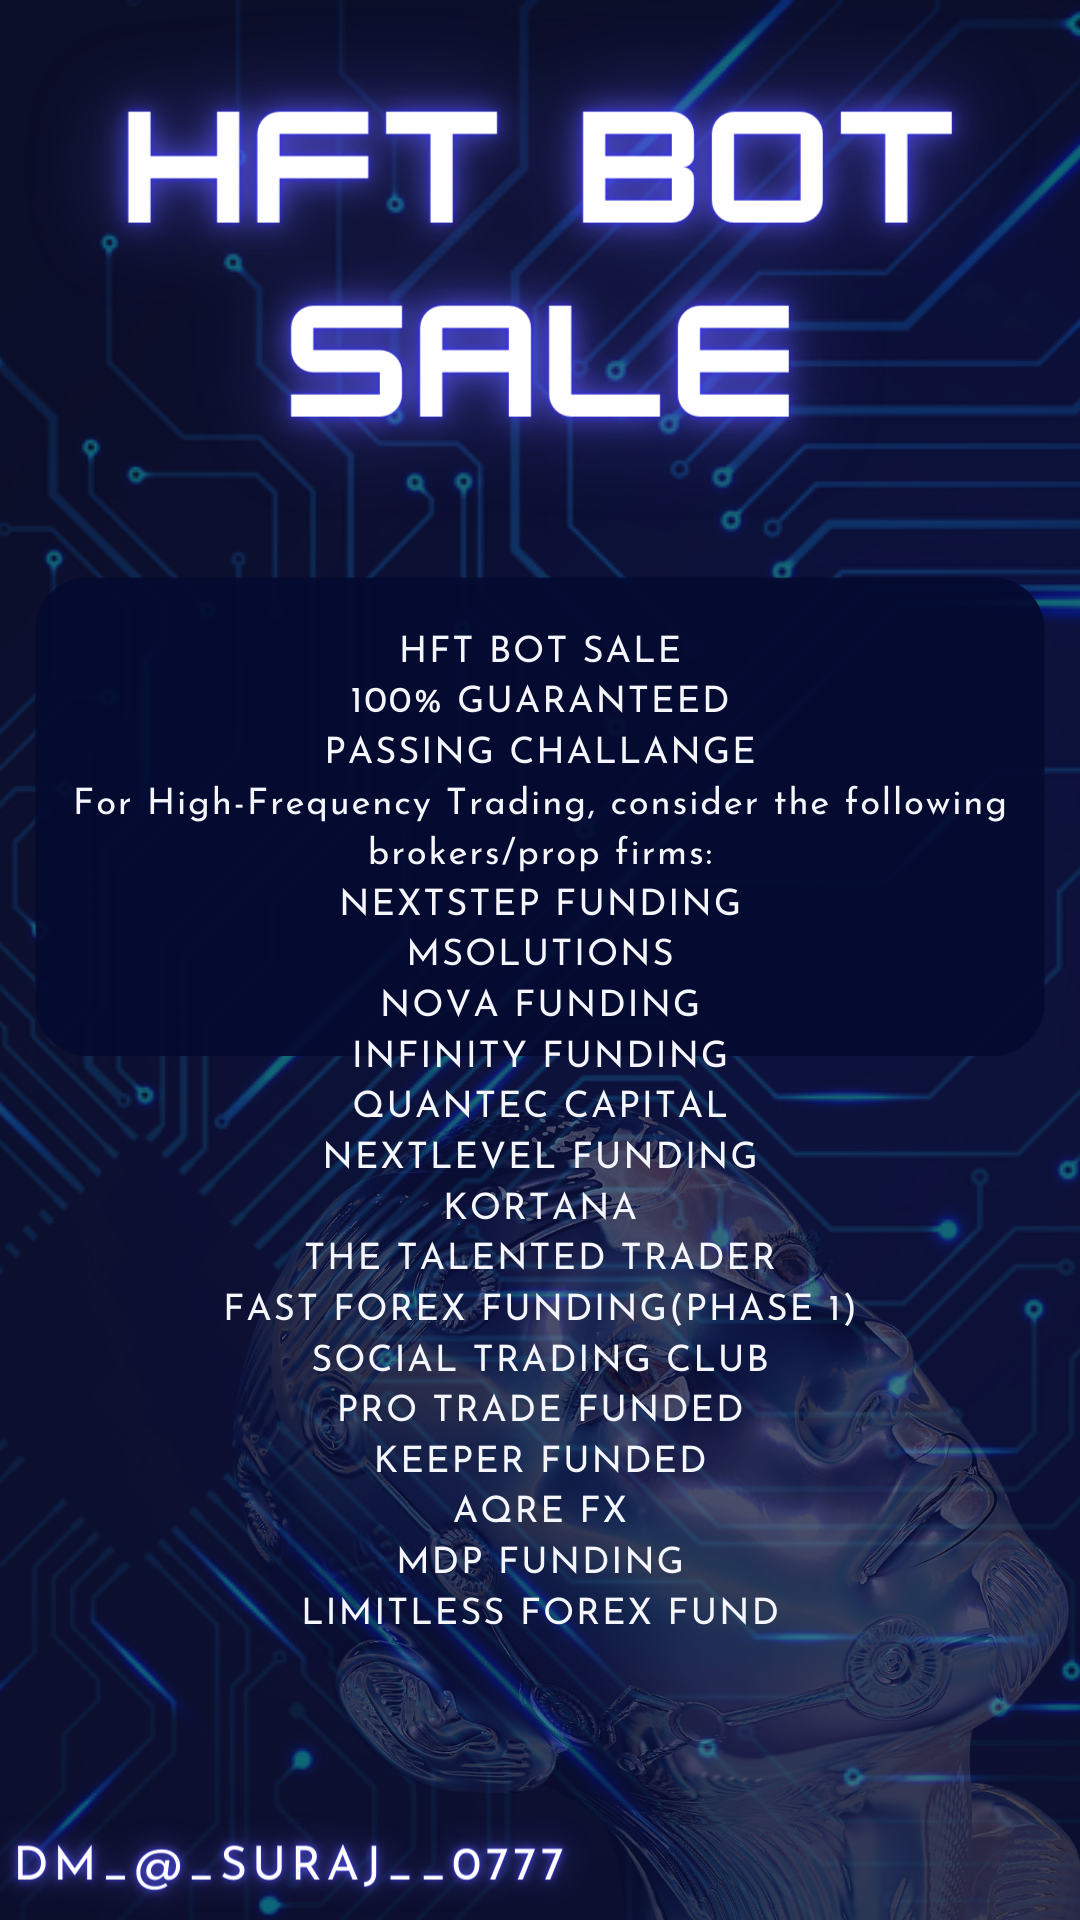 HFT BOT
SALE
HFT BOT SALE
100% GUARANTEED
PASSING CHALLANGE
For High-Frequency Trading, consider the following
brokers/prop firms:
NEXTSTEP FUNDING
MSOLUTIONS
NOVA FUNDING
INFINITY FUNDING
QUANTEC CAPITAL
NEXTLEVEL FUNDING
KORTANA
THE TALENTED TRADER
FAST FOREX FUNDING(PHASE 1)
SOCIAL TRADING CLUB
PRO TRADE FUNDED
KEEPER FUNDED
AQRE FX
MDP FUNDING
LIMITLESS FOREX FUND
DM_@_SURAJ__0777